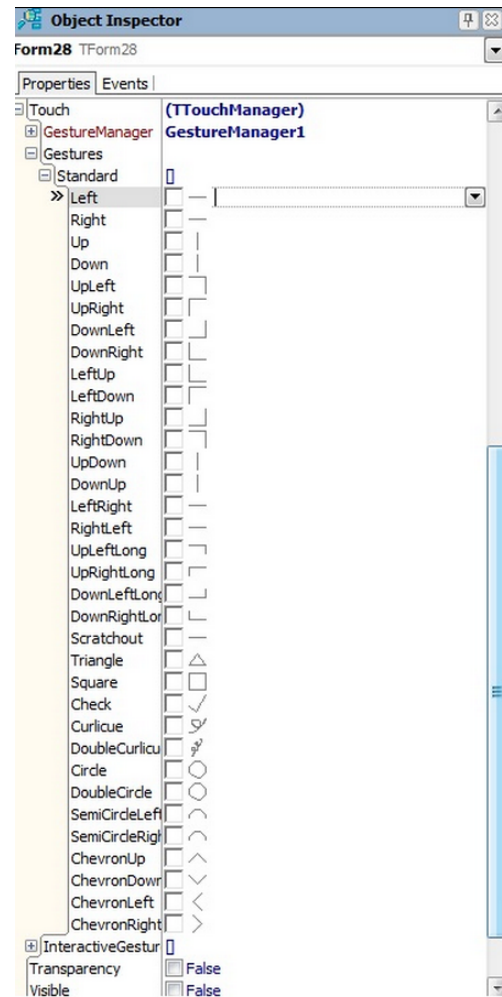 Object Inspector
Form28 TForm28
Properties Events
Touch (TTouchManager)
GestureManager GestureManager1
Gestures
Standard []
Left
Right
Up
Down
UpLeft
UpRight
DownLeft
DownRight
LeftUp
LeftDown
RightUp
RightDown
UpDown
DownUp
LeftRight
RightLeft
UpLeftLong
UpRightLong
DownLeftLong
DownRightLor
Scratchout
Triangle
Square
Check
Curlicue
DoubleCurlicu
Circle
DoubleCircle
SemiCircleLeft
SemiCircleRigh
ChevronUp
ChevronDown
ChevronLeft
ChevronRight
InteractiveGestur []
Transparency False
Visible False